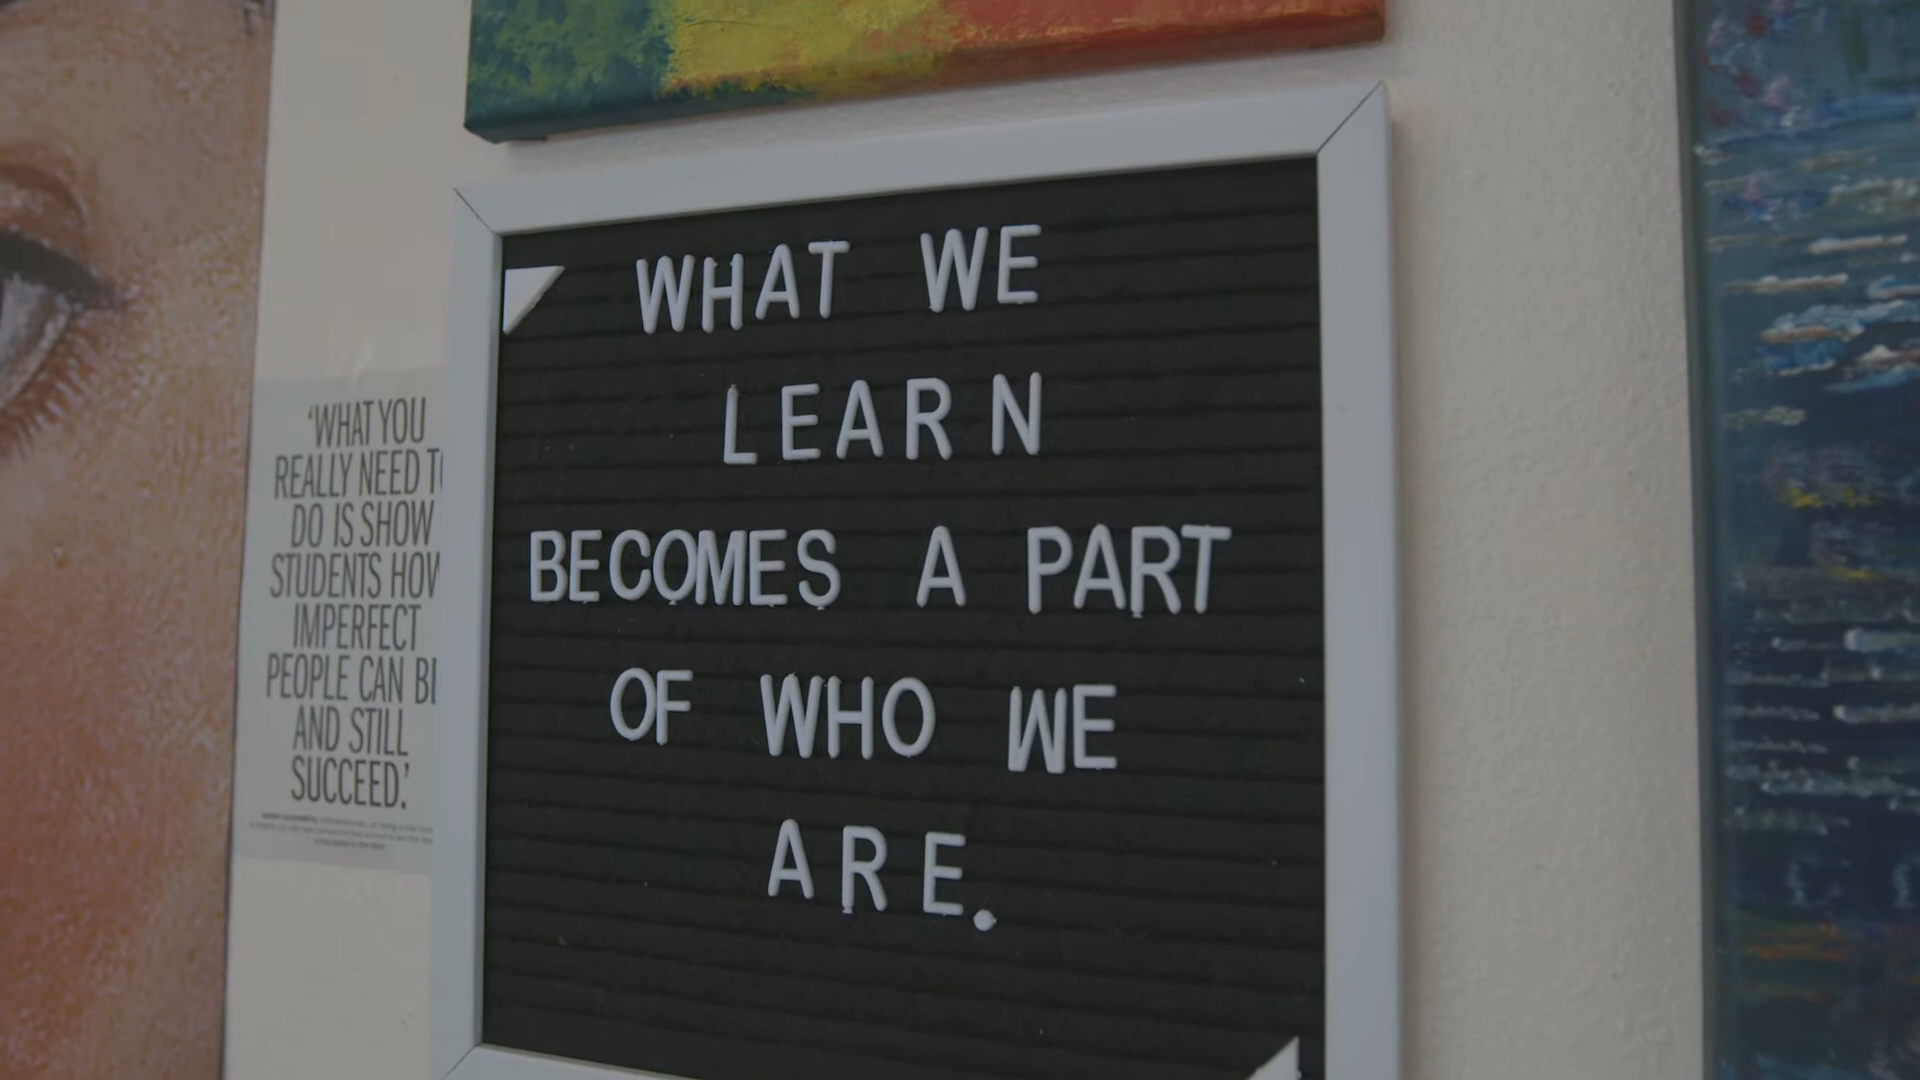 WHAT WE
LEARN
BECOMES A PART
OF WHO WE
ARE.
‘WHAT YOU
REALLY NEED
DO IS SHOW
STUDENTS
IMPERFECT
PEOPLE CAN
AND STILL
SUCCEED.’